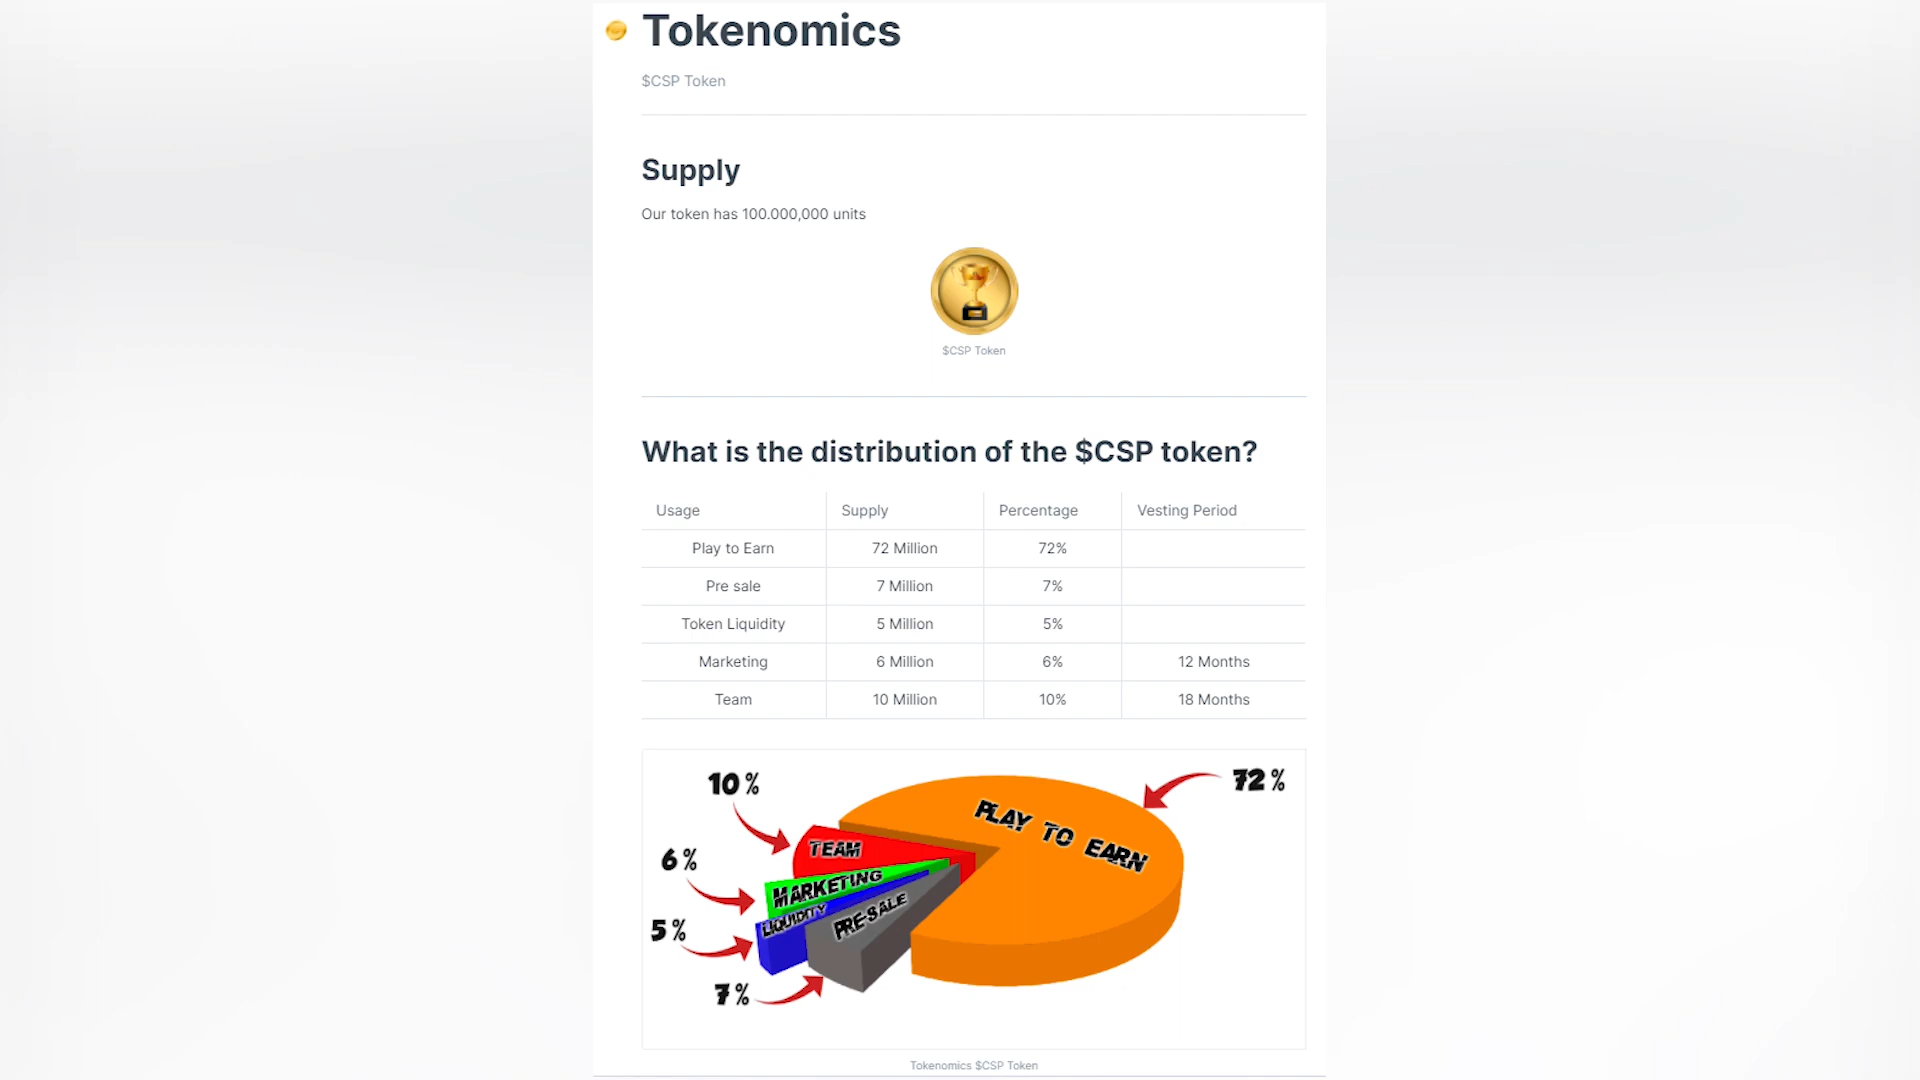 Tokenomics
$CSP Token
Supply
Our token has 100.000,000 units
$CSP Token
What is the distribution of the $CSP token?
Usage Supply Percentage Vesting Period
Play to Earn 72 Million 72%
Pre sale 7 Million 7%
Token Liquidity 5 Million 5%
Marketing 6 Million 6% 12 Months
Team 10 Million 10% 18 Months
10%
72%
PLAY TO EARN
TEAM
6%
MARKETING
LIQUIDITY
PRE-SALE
5%
7%
Tokenomics $CSP Token